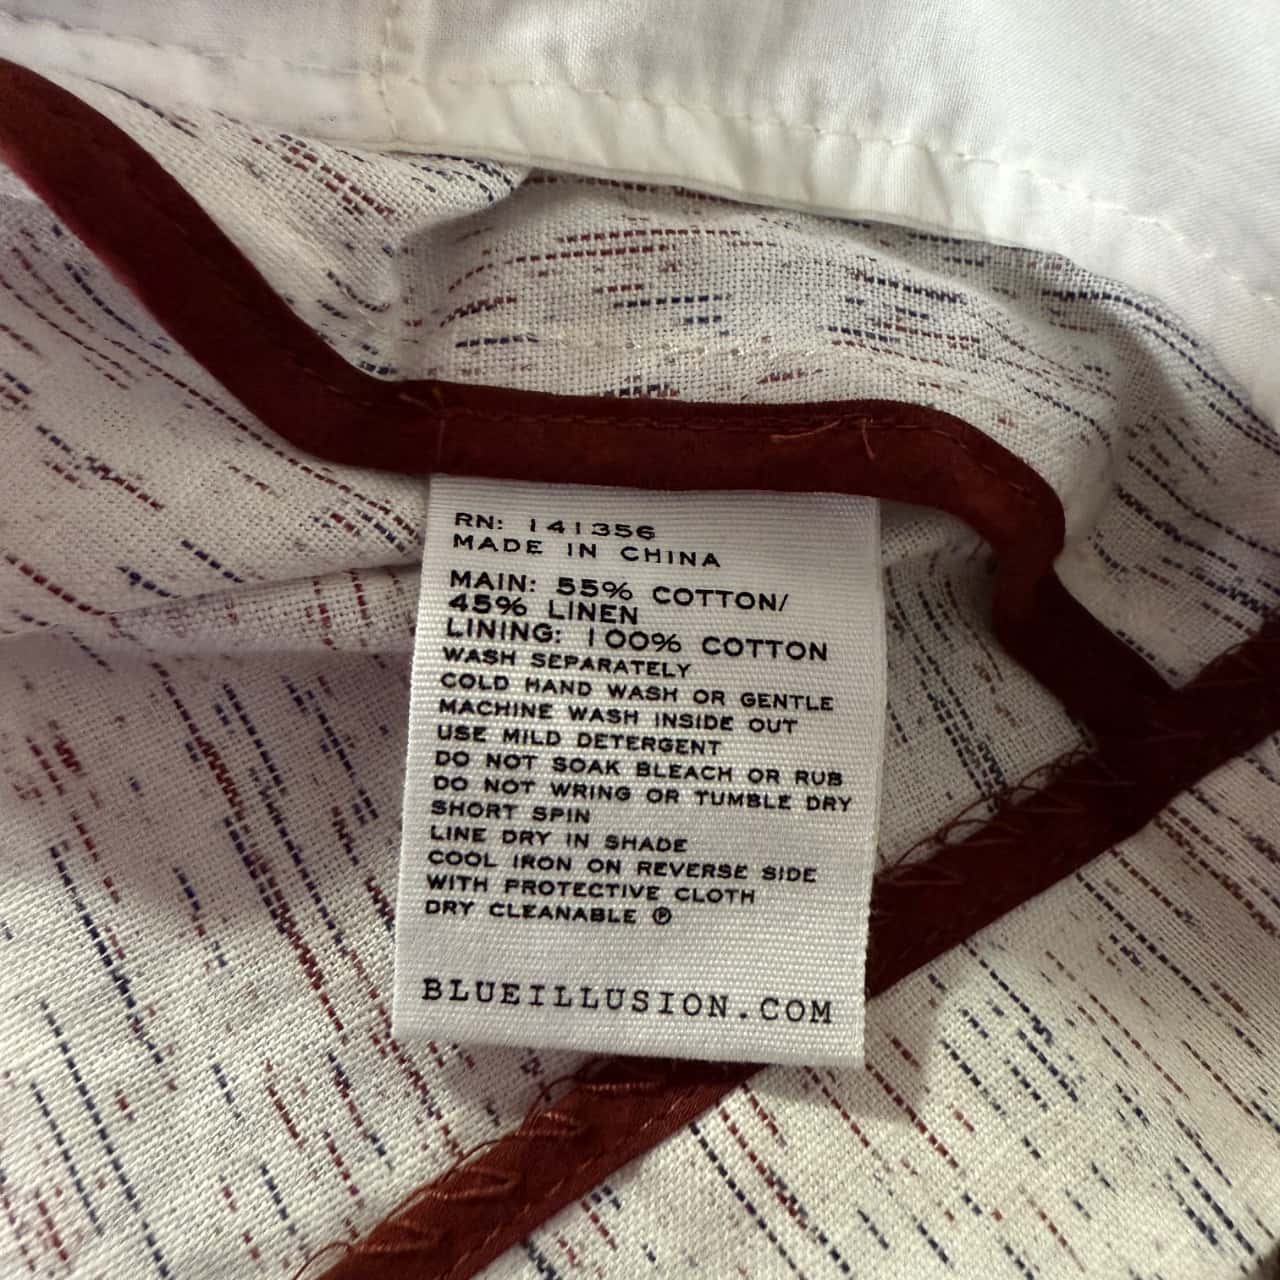 RN: 141356
MADE IN CHINA
MAIN: 55% COTTON/
45% LINEN
LINING: 100% COTTON
WASH SEPARATELY
COLD HAND WASH OR GENTLE
MACHINE WASH INSIDE OUT
USE MILD DETERGENT
DO NOT SOAK BLEACH OR RUB
DO NOT WRING OR TUMBLE DRY
SHORT SPIN
LINE DRY IN SHADE
COOL IRON ON REVERSE SIDE
WITH PROTECTIVE CLOTH
DRY CLEANABLE Ⓟ
BLUEILLUSION.COM